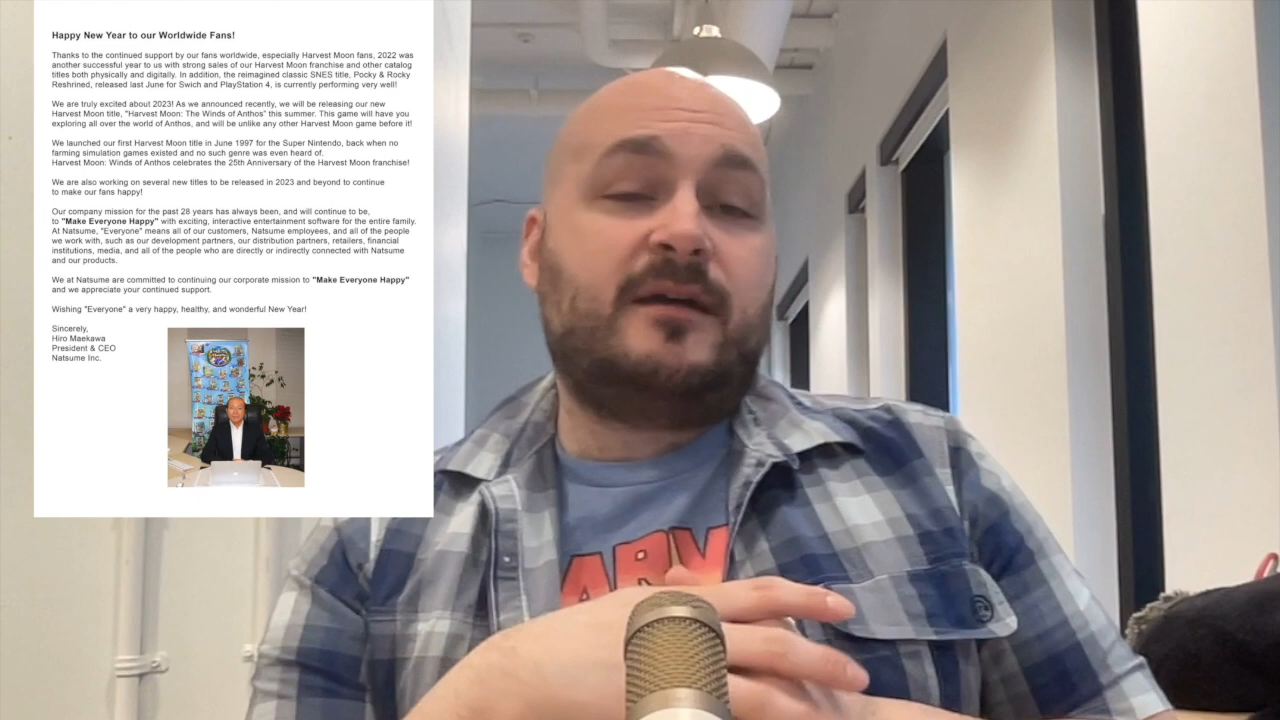 Happy New Year to our Worldwide Fans!
Thanks to the continued support by our fans worldwide, especially Harvest Moon fans, 2022 was
another successful year to us with strong sales of our Harvest Moon franchise and other catalog
titles both physically and digitally. In addition, the reimagined classic SNES title, Pocky & Rocky
Reshrined, released last June for Swich and PlayStation 4, is currently performing very well!
We are truly excited about 2023! As we announced recently, we will be releasing our new
Harvest Moon title, "Harvest Moon: The Winds of Anthos" this summer. This game will have you
exploring all over the world of Anthos, and will be unlike any other Harvest Moon game before it!
We launched our first Harvest Moon title in June 1997 for the Super Nintendo, back when no
farming simulation games existed and no such genre was even heard of.
Harvest Moon: Winds of Anthos celebrates the 25th Anniversary of the Harvest Moon franchise!
We are also working on several new titles to be released in 2023 and beyond to continue
to make our fans happy!
Our company mission for the past 28 years has always been, and will continue to be,
to "Make Everyone Happy" with exciting, interactive entertainment software for the entire family.
At Natsume, "Everyone" means all of our customers, Natsume employees, and all of the people
we work with, such as our development partners, our distribution partners, retailers, financial
institutions, media, and all of the people who are directly or indirectly connected with Natsume
and our products.
We at Natsume are committed to continuing our corporate mission to "Make Everyone Happy"
and we appreciate your continued support.
Wishing "Everyone" a very happy, healthy, and wonderful New Year!
Sincerely,
Hiro Maekawa
President & CEO
Natsume Inc.
ARV